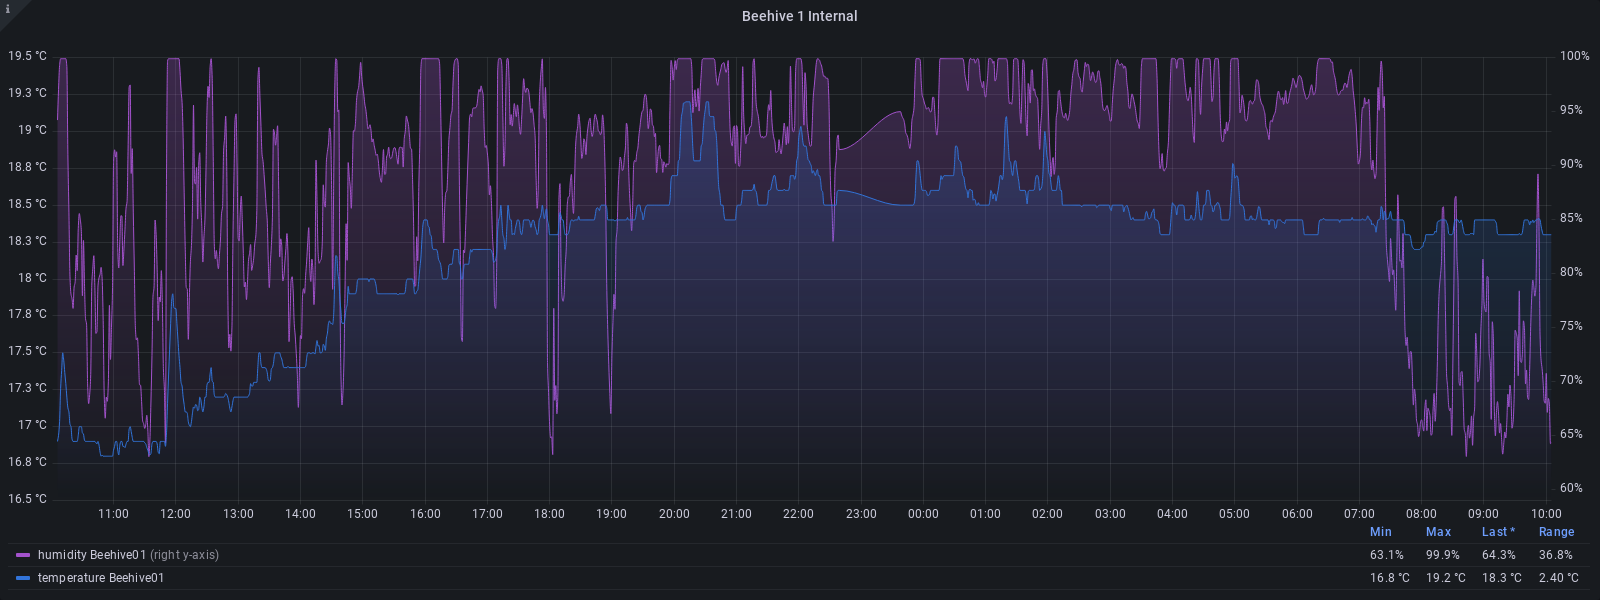 i
Beehive 1 Internal
19.5 °C
19.3 °C
19 °C
18.8 °C
18.5 °C
18.3 °C
18 °C
17.8 °C
17.5 °C
17.3 °C
17 °C
16.8 °C
16.5 °C
100%
95%
90%
85%
80%
75%
70%
65%
60%
11:00 12:00 13:00 14:00 15:00 16:00 17:00 18:00 19:00 20:00 21:00 22:00 23:00 00:00 01:00 02:00 03:00 04:00 05:00 06:00 07:00 08:00 09:00 10:00
Min Max Last * Range
humidity Beehive01 (right y-axis) 63.1% 99.9% 64.3% 36.8%
temperature Beehive01 16.8 °C 19.2 °C 18.3 °C 2.40 °C